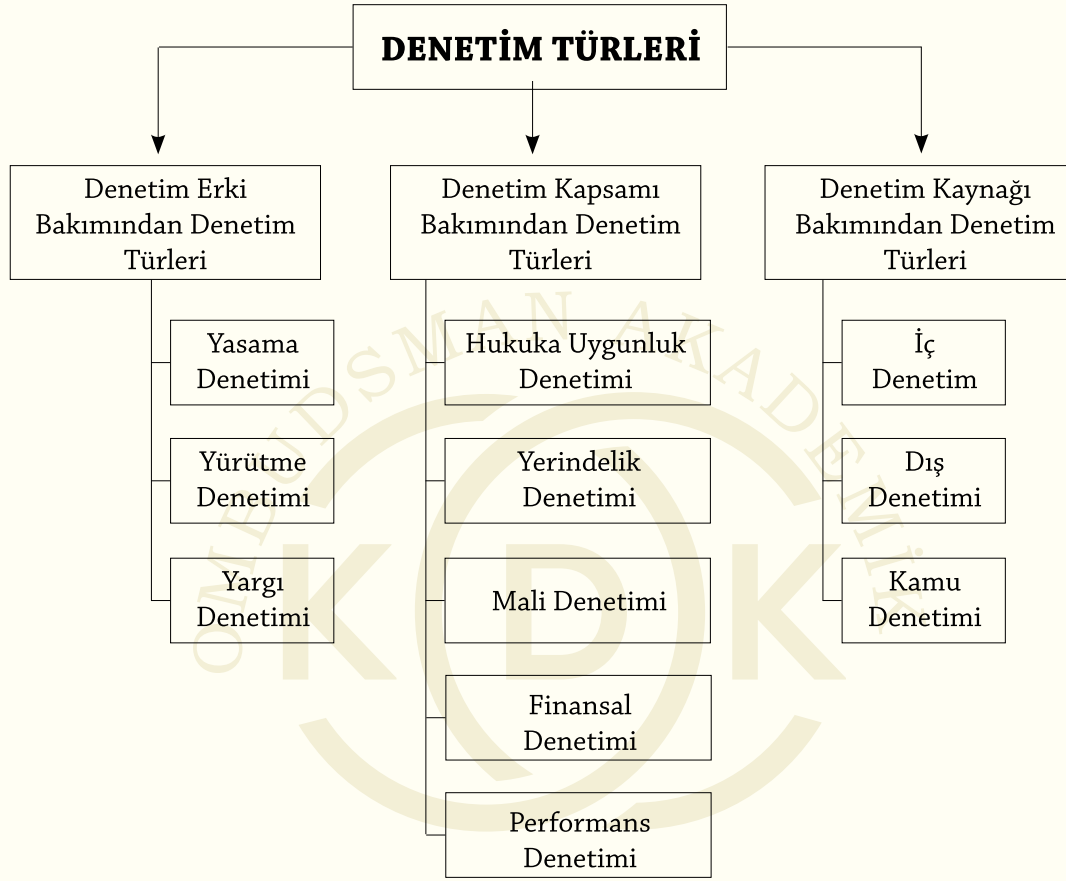 DENETİM TÜRLERİ
Denetim Erki
Bakımından Denetim
Türleri
Yasama
Denetimi
Yürütme
Denetimi
Yargı
Denetimi
Denetim Kapsamı
Bakımından Denetim
Türleri
Hukuka Uygunluk
Denetimi
Yerindelik
Denetimi
Mali Denetimi
Finansal
Denetimi
Performans
Denetimi
Denetim Kaynağı
Bakımından Denetim
Türleri
İç
Denetim
Dış
Denetimi
Kamu
Denetimi
OMBUDSMAN AKADEMİK
KDK